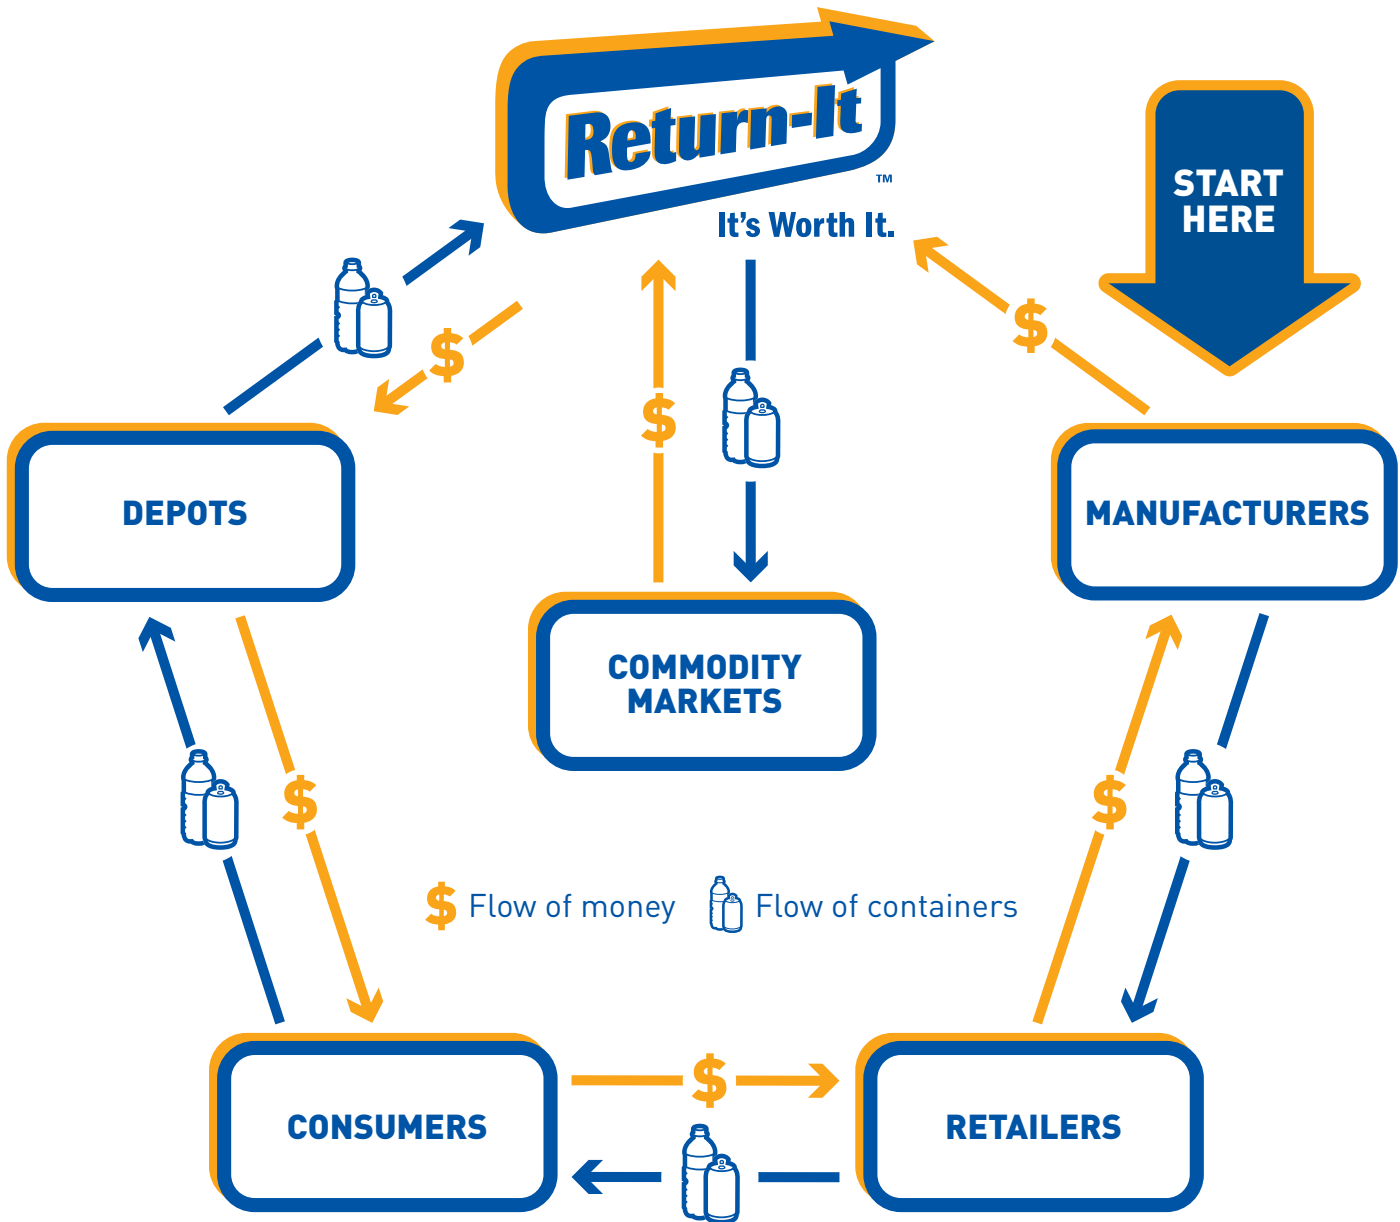 Return-It
™
It's Worth It.
START
HERE
DEPOTS
MANUFACTURERS
COMMODITY
MARKETS
$ Flow of money
Flow of containers
CONSUMERS
RETAILERS
$
$
$
$
$
$